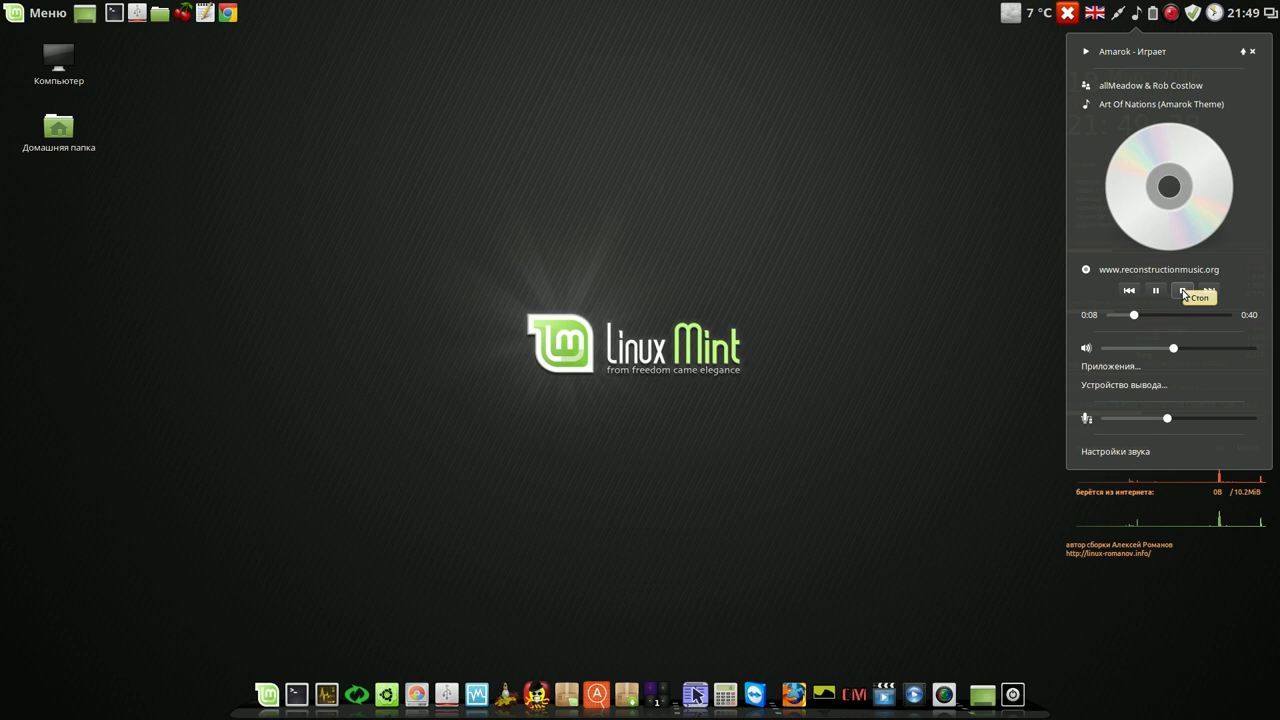 Меню
7 °C
21:49
Компьютер
Домашняя папка
Amarok - Играет
allMeadow & Rob Costlow
Art Of Nations (Amarok Theme)
www.reconstructionmusic.org
Стоп
0:08
0:40
Приложения...
Устройство вывода...
Настройки звука
Linux Mint
from freedom came elegance
берётся из интернета: 0B / 10.2MiB
автор сборки Алексей Романов
http://linux-romanov.info/
1